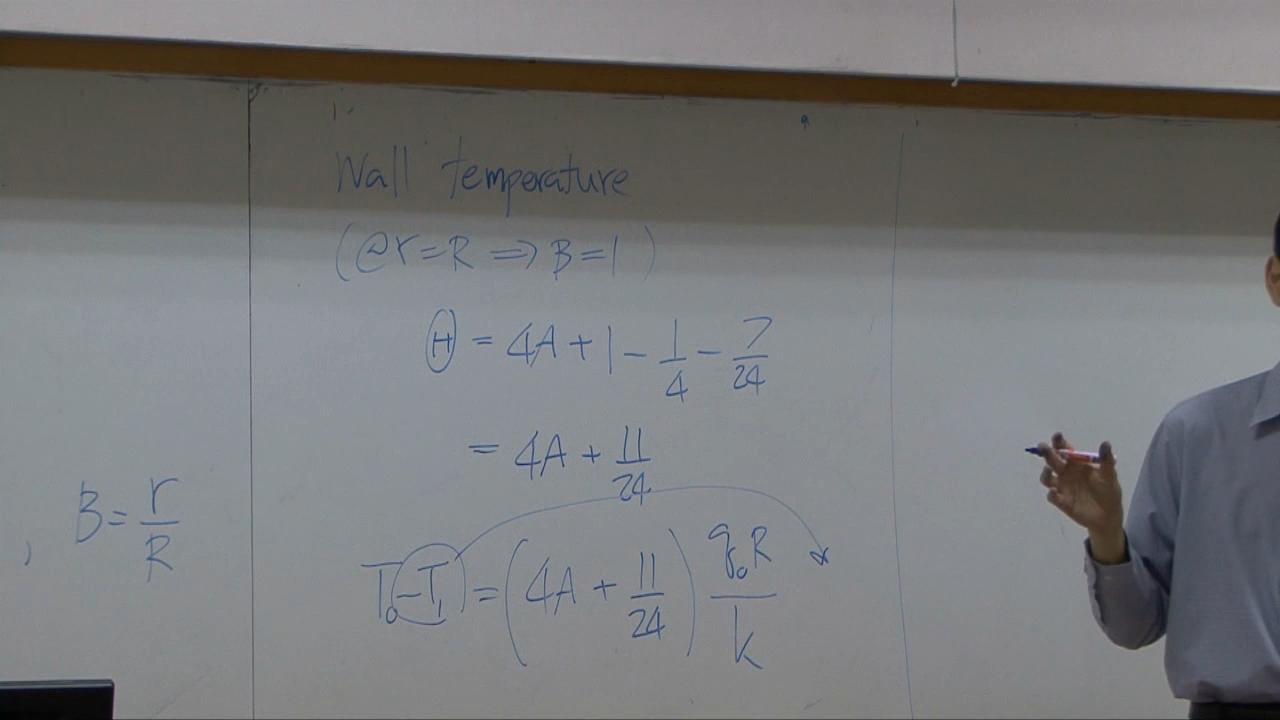 Wall temperature
(@r=R ⇒ B=1)
Ⓗ = 4A + 1 - 1/4 - 7/24
= 4A + 11/24
, B = r/R
T₀-T₁ = (4A + 11/24) q₀R/k